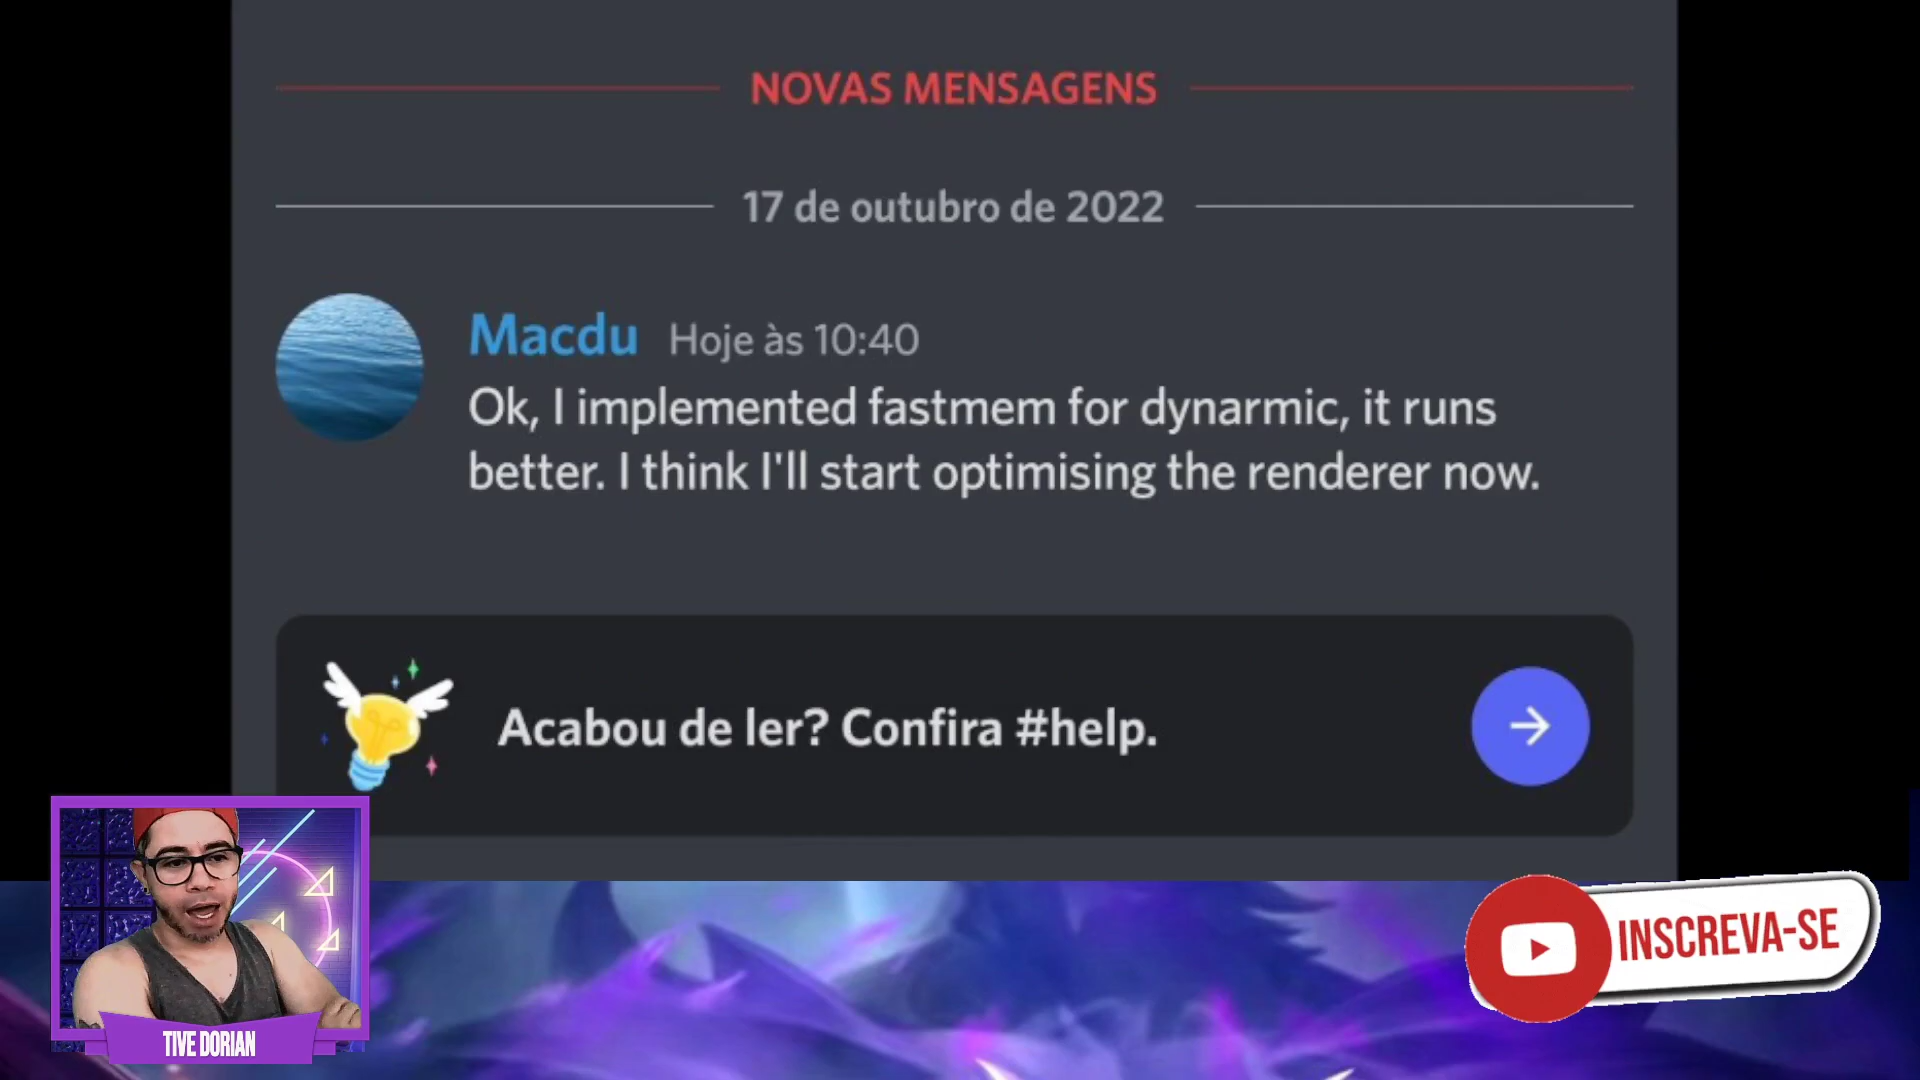 NOVAS MENSAGENS
17 de outubro de 2022
Macdu Hoje às 10:40
Ok, I implemented fastmem for dynarmic, it runs
better. I think I'll start optimising the renderer now.
Acabou de ler? Confira #help.
TIVE DORIAN
INSCREVA-SE